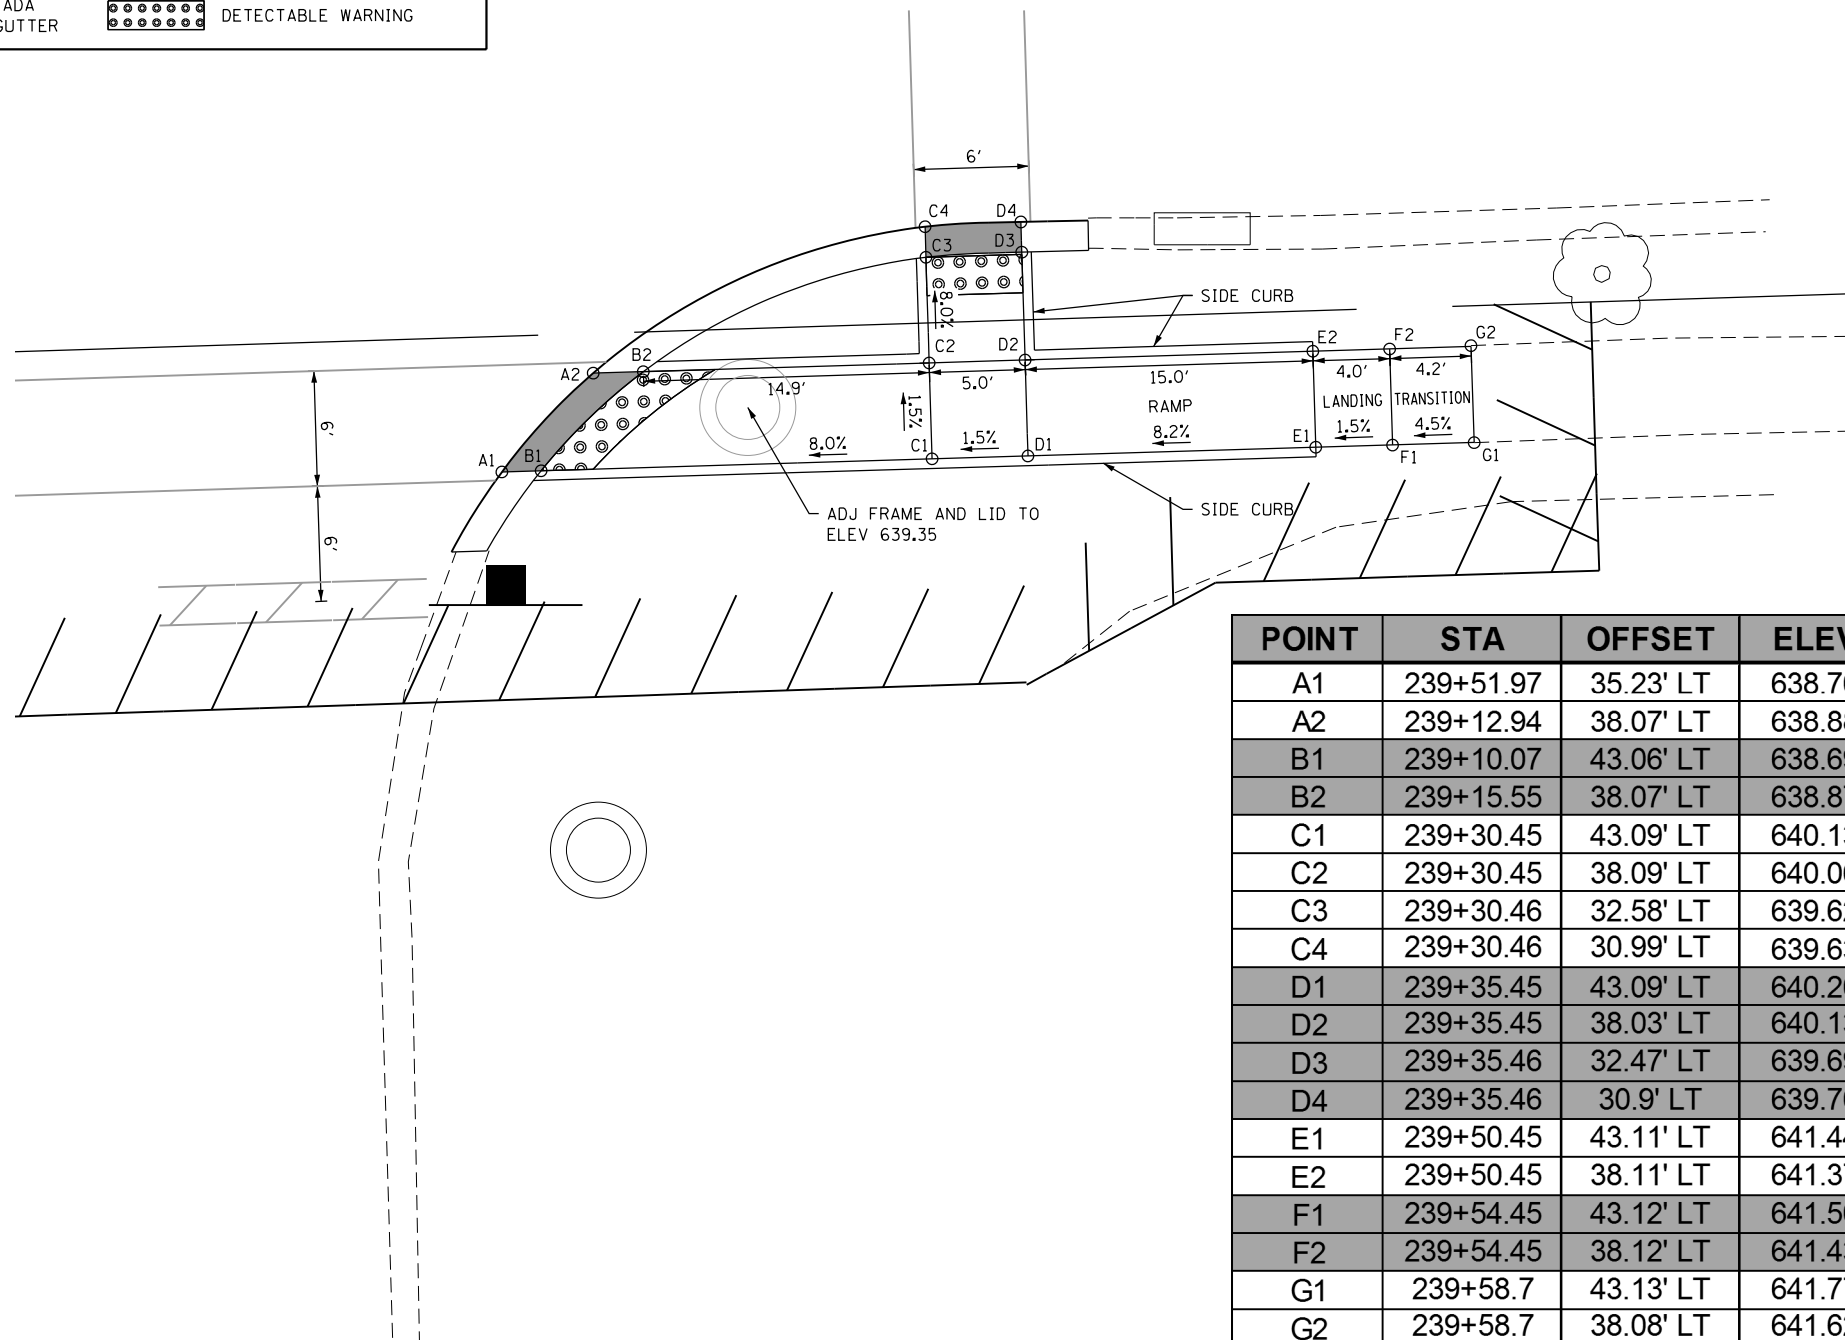 ADA
GUTTER
DETECTABLE WARNING
6'
C4
D4
C3
D3
8.0%
SIDE CURB
C2
D2
E2
F2
G2
A2
B2
14.9'
5.0'
15.0'
4.0'
4.2'
6'
1.5%
RAMP
LANDING
TRANSITION
8.0%
1.5%
8.2%
1.5%
4.5%
A1
B1
C1
D1
E1
F1
G1
6'
ADJ FRAME AND LID TO
ELEV 639.35
SIDE CURB
POINT STA OFFSET
A1 239+51.97 35.23' LT
A2 239+12.94 38.07' LT
B1 239+10.07 43.06' LT
B2 239+15.55 38.07' LT
C1 239+30.45 43.09' LT
C2 239+30.45 38.09' LT
C3 239+30.46 32.58' LT
C4 239+30.46 30.99' LT
D1 239+35.45 43.09' LT
D2 239+35.45 38.03' LT
D3 239+35.46 32.47' LT
D4 239+35.46 30.9' LT
E1 239+50.45 43.11' LT
E2 239+50.45 38.11' LT
F1 239+54.45 43.12' LT
F2 239+54.45 38.12' LT
G1 239+58.7 43.13' LT
G2 239+58.7 38.08' LT